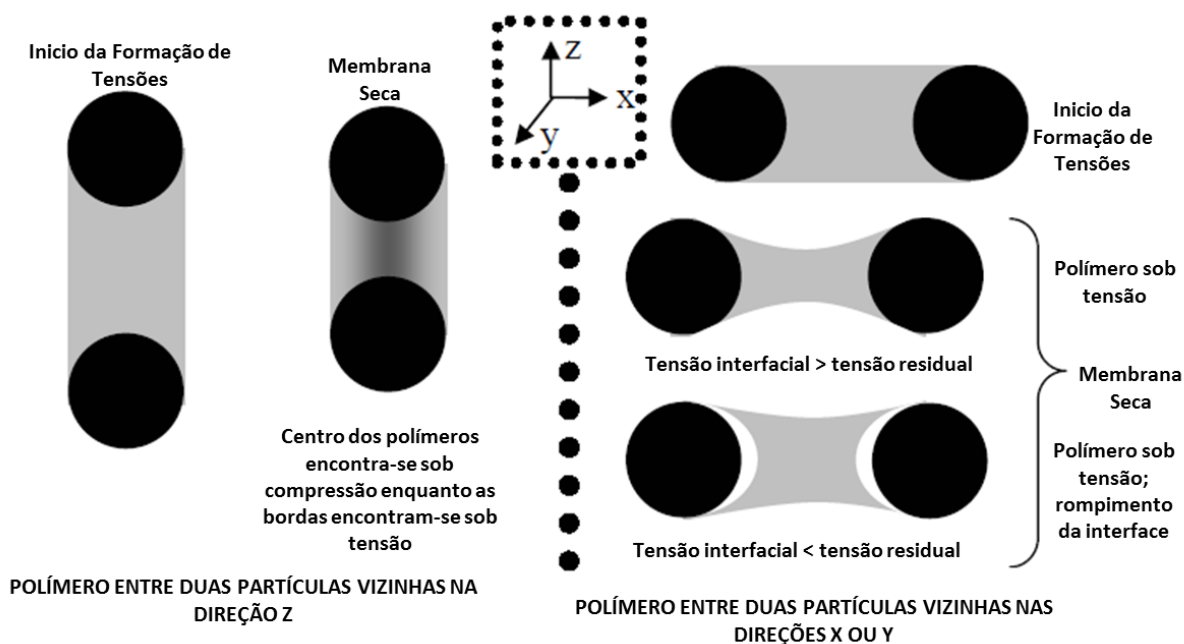 Inicio da Formação de
Tensões
Membrana
Seca
Centro dos polímeros
encontra-se sob
compressão enquanto as
bordas encontram-se sob
tensão
POLÍMERO ENTRE DUAS PARTÍCULAS VIZINHAS NA
DIREÇÃO Z
z
x
y
Inicio da
Formação de
Tensões
Polímero sob
tensão
Tensão interfacial > tensão residual
Membrana
Seca
Polímero sob
tensão;
rompimento
da interface
Tensão interfacial < tensão residual
POLÍMERO ENTRE DUAS PARTÍCULAS VIZINHAS NAS
DIREÇÕES X OU Y